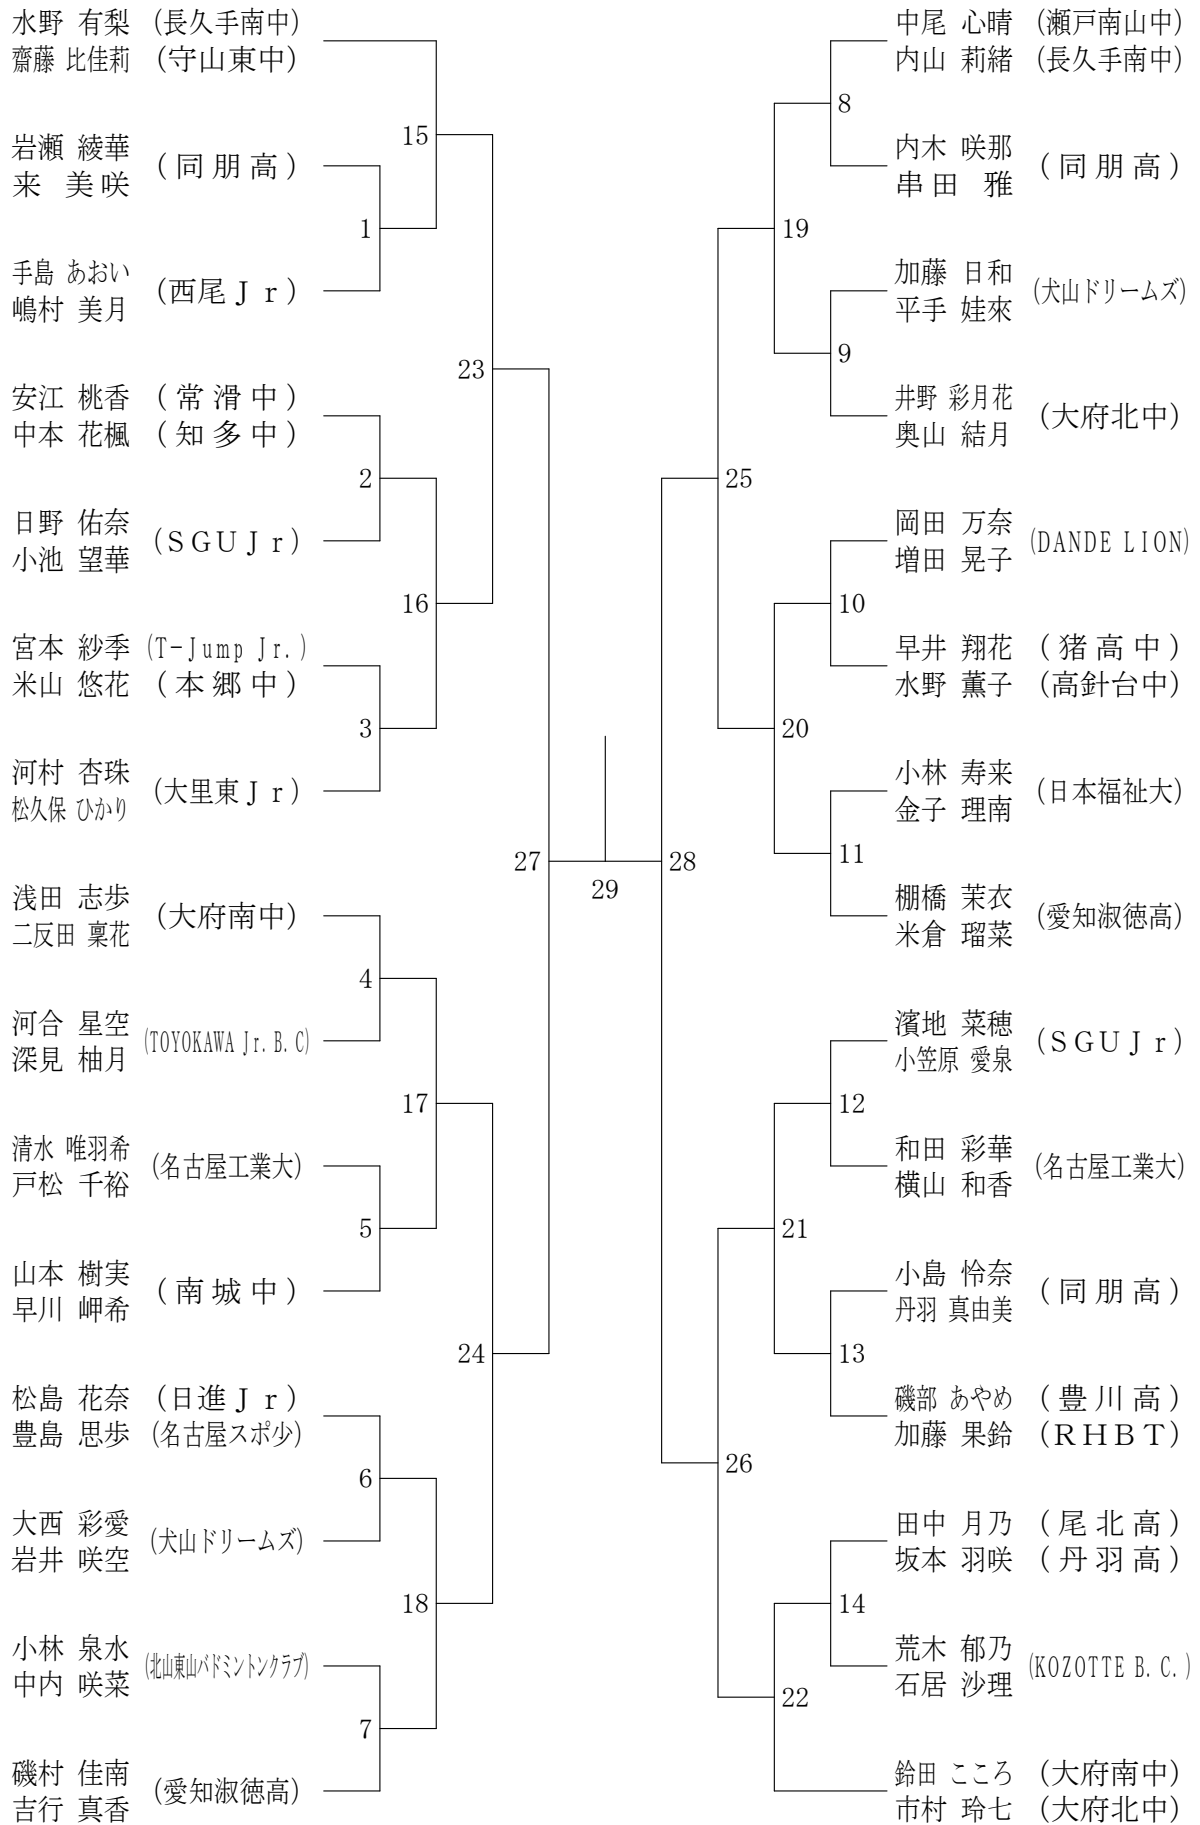 水野 有梨 (長久手南中)
齋藤 比佳莉 (守山東中)
15
岩瀬 綾華 (同朋高)
来 美咲
1
手島 あおい (西尾Ｊｒ)
嶋村 美月
23
安江 桃香 (常滑中)
中本 花楓 (知多中)
2
日野 佑奈 (ＳＧＵＪｒ)
小池 望華
16
宮本 紗季 (T-Jump Jr.)
米山 悠花 (本郷中)
3
河村 杏珠 (大里東Ｊｒ)
松久保 ひかり
27
浅田 志歩 (大府南中)
二反田 稟花
4
河合 星空 (TOYOKAWA Jr.B.C)
深見 柚月
17
清水 唯羽希 (名古屋工業大)
戸松 千裕
5
山本 樹実 (南城中)
早川 岬希
24
松島 花奈 (日進Ｊｒ)
豊島 思歩 (名古屋スポ少)
6
大西 彩愛 (犬山ドリームズ)
岩井 咲空
18
小林 泉水 (北山東山バドミントンクラブ)
中内 咲菜
7
磯村 佳南 (愛知淑徳高)
吉行 真香
29
中尾 心晴 (瀬戸南山中)
内山 莉緒 (長久手南中)
8
内木 咲那 (同朋高)
串田 雅
19
加藤 日和 (犬山ドリームズ)
平手 娃來
9
井野 彩月花 (大府北中)
奥山 結月
25
岡田 万奈 (DANDE LION)
増田 晃子
10
早井 翔花 (猪高中)
水野 薫子 (高針台中)
20
小林 寿来 (日本福祉大)
金子 理南
11
28
棚橋 茉衣 (愛知淑徳高)
米倉 瑠菜
濱地 菜穂 (ＳＧＵＪｒ)
小笠原 愛泉
12
和田 彩華 (名古屋工業大)
横山 和香
21
小島 怜奈 (同朋高)
丹羽 真由美
13
磯部 あやめ (豊川高)
加藤 果鈴 (ＲＨＢＴ)
26
田中 月乃 (尾北高)
坂本 羽咲 (丹羽高)
14
荒木 郁乃 (KOZOTTE B.C.)
石居 沙理
22
鈴田 こころ (大府南中)
市村 玲七 (大府北中)